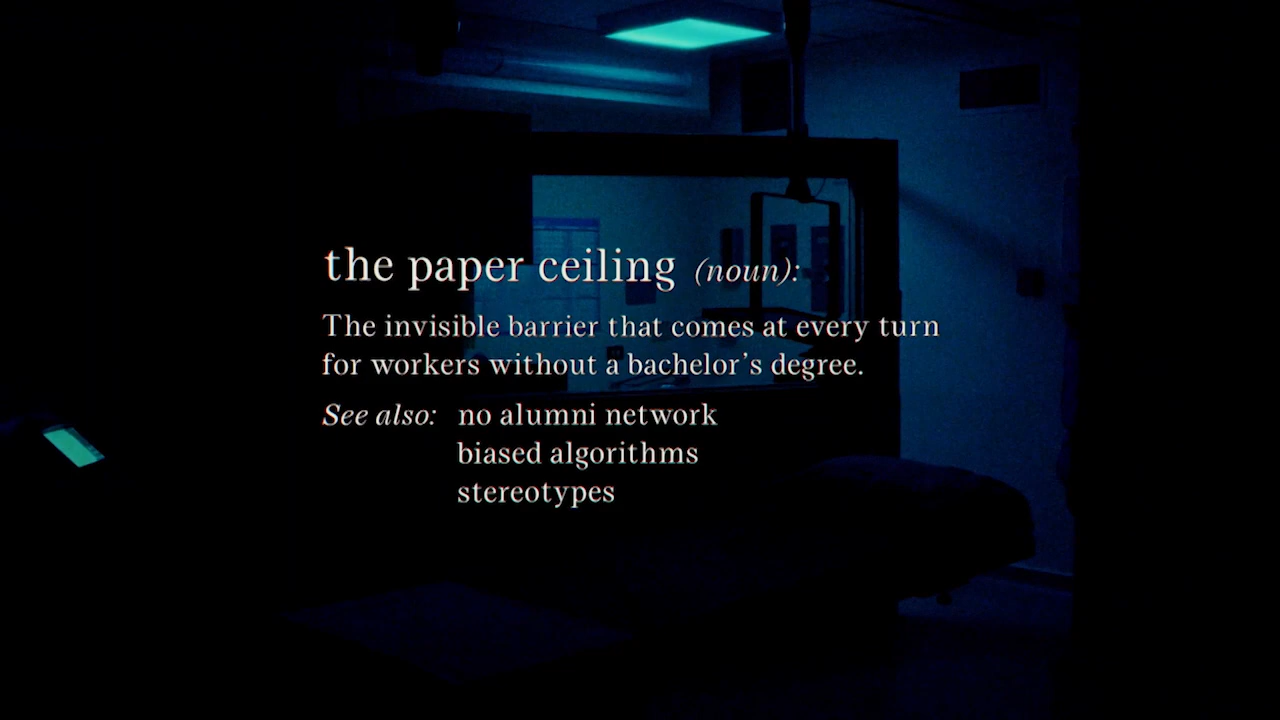 the paper ceiling (noun):
The invisible barrier that comes at every turn
for workers without a bachelor’s degree.
See also: no alumni network
biased algorithms
stereotypes